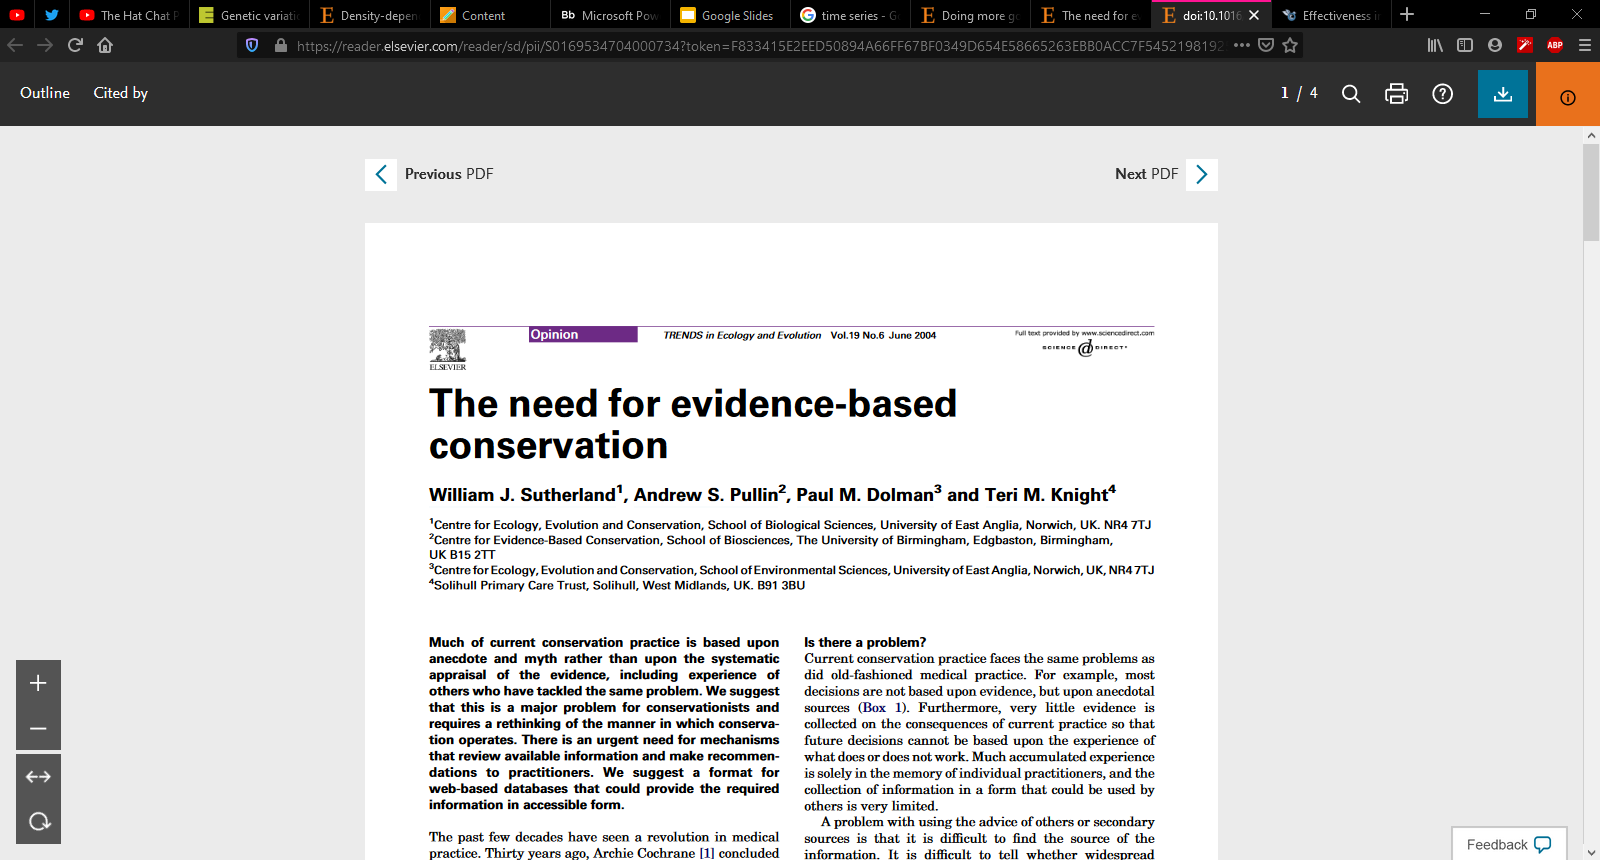 The Hat Chat P
Genetic variati
Density-depen
Content
Bb Microsoft Pow
Google Slides
time series - G
Doing more go
The need for e
doi:10.1016
Effectiveness i
https://reader.elsevier.com/reader/sd/pii/S0169534704000734?token=F833415E2EED50894A66FF67BF0349D654E58665263EBB0ACC7F5452198192
ABP
Outline Cited by
1 / 4
Previous PDF
Next PDF
ELSEVIER
Opinion
TRENDS in Ecology and Evolution Vol.19 No.6 June 2004
Full text provided by www.sciencedirect.com
SCIENCE @ DIRECT®
The need for evidence-based
conservation
William J. Sutherland1, Andrew S. Pullin2, Paul M. Dolman3 and Teri M. Knight4
1Centre for Ecology, Evolution and Conservation, School of Biological Sciences, University of East Anglia, Norwich, UK. NR4 7TJ
2Centre for Evidence-Based Conservation, School of Biosciences, The University of Birmingham, Edgbaston, Birmingham,
UK B15 2TT
3Centre for Ecology, Evolution and Conservation, School of Environmental Sciences, University of East Anglia, Norwich, UK, NR4 7TJ
4Solihull Primary Care Trust, Solihull, West Midlands, UK. B91 3BU
Much of current conservation practice is based upon
anecdote and myth rather than upon the systematic
appraisal of the evidence, including experience of
others who have tackled the same problem. We suggest
that this is a major problem for conservationists and
requires a rethinking of the manner in which conserva-
tion operates. There is an urgent need for mechanisms
that review available information and make recommen-
dations to practitioners. We suggest a format for
web-based databases that could provide the required
information in accessible form.
The past few decades have seen a revolution in medical
practice. Thirty years ago, Archie Cochrane [1] concluded
Is there a problem?
Current conservation practice faces the same problems as
did old-fashioned medical practice. For example, most
decisions are not based upon evidence, but upon anecdotal
sources (Box 1). Furthermore, very little evidence is
collected on the consequences of current practice so that
future decisions cannot be based upon the experience of
what does or does not work. Much accumulated experience
is solely in the memory of individual practitioners, and the
collection of information in a form that could be used by
others is very limited.
A problem with using the advice of others or secondary
sources is that it is difficult to find the source of the
information. It is difficult to tell whether widespread
Feedback